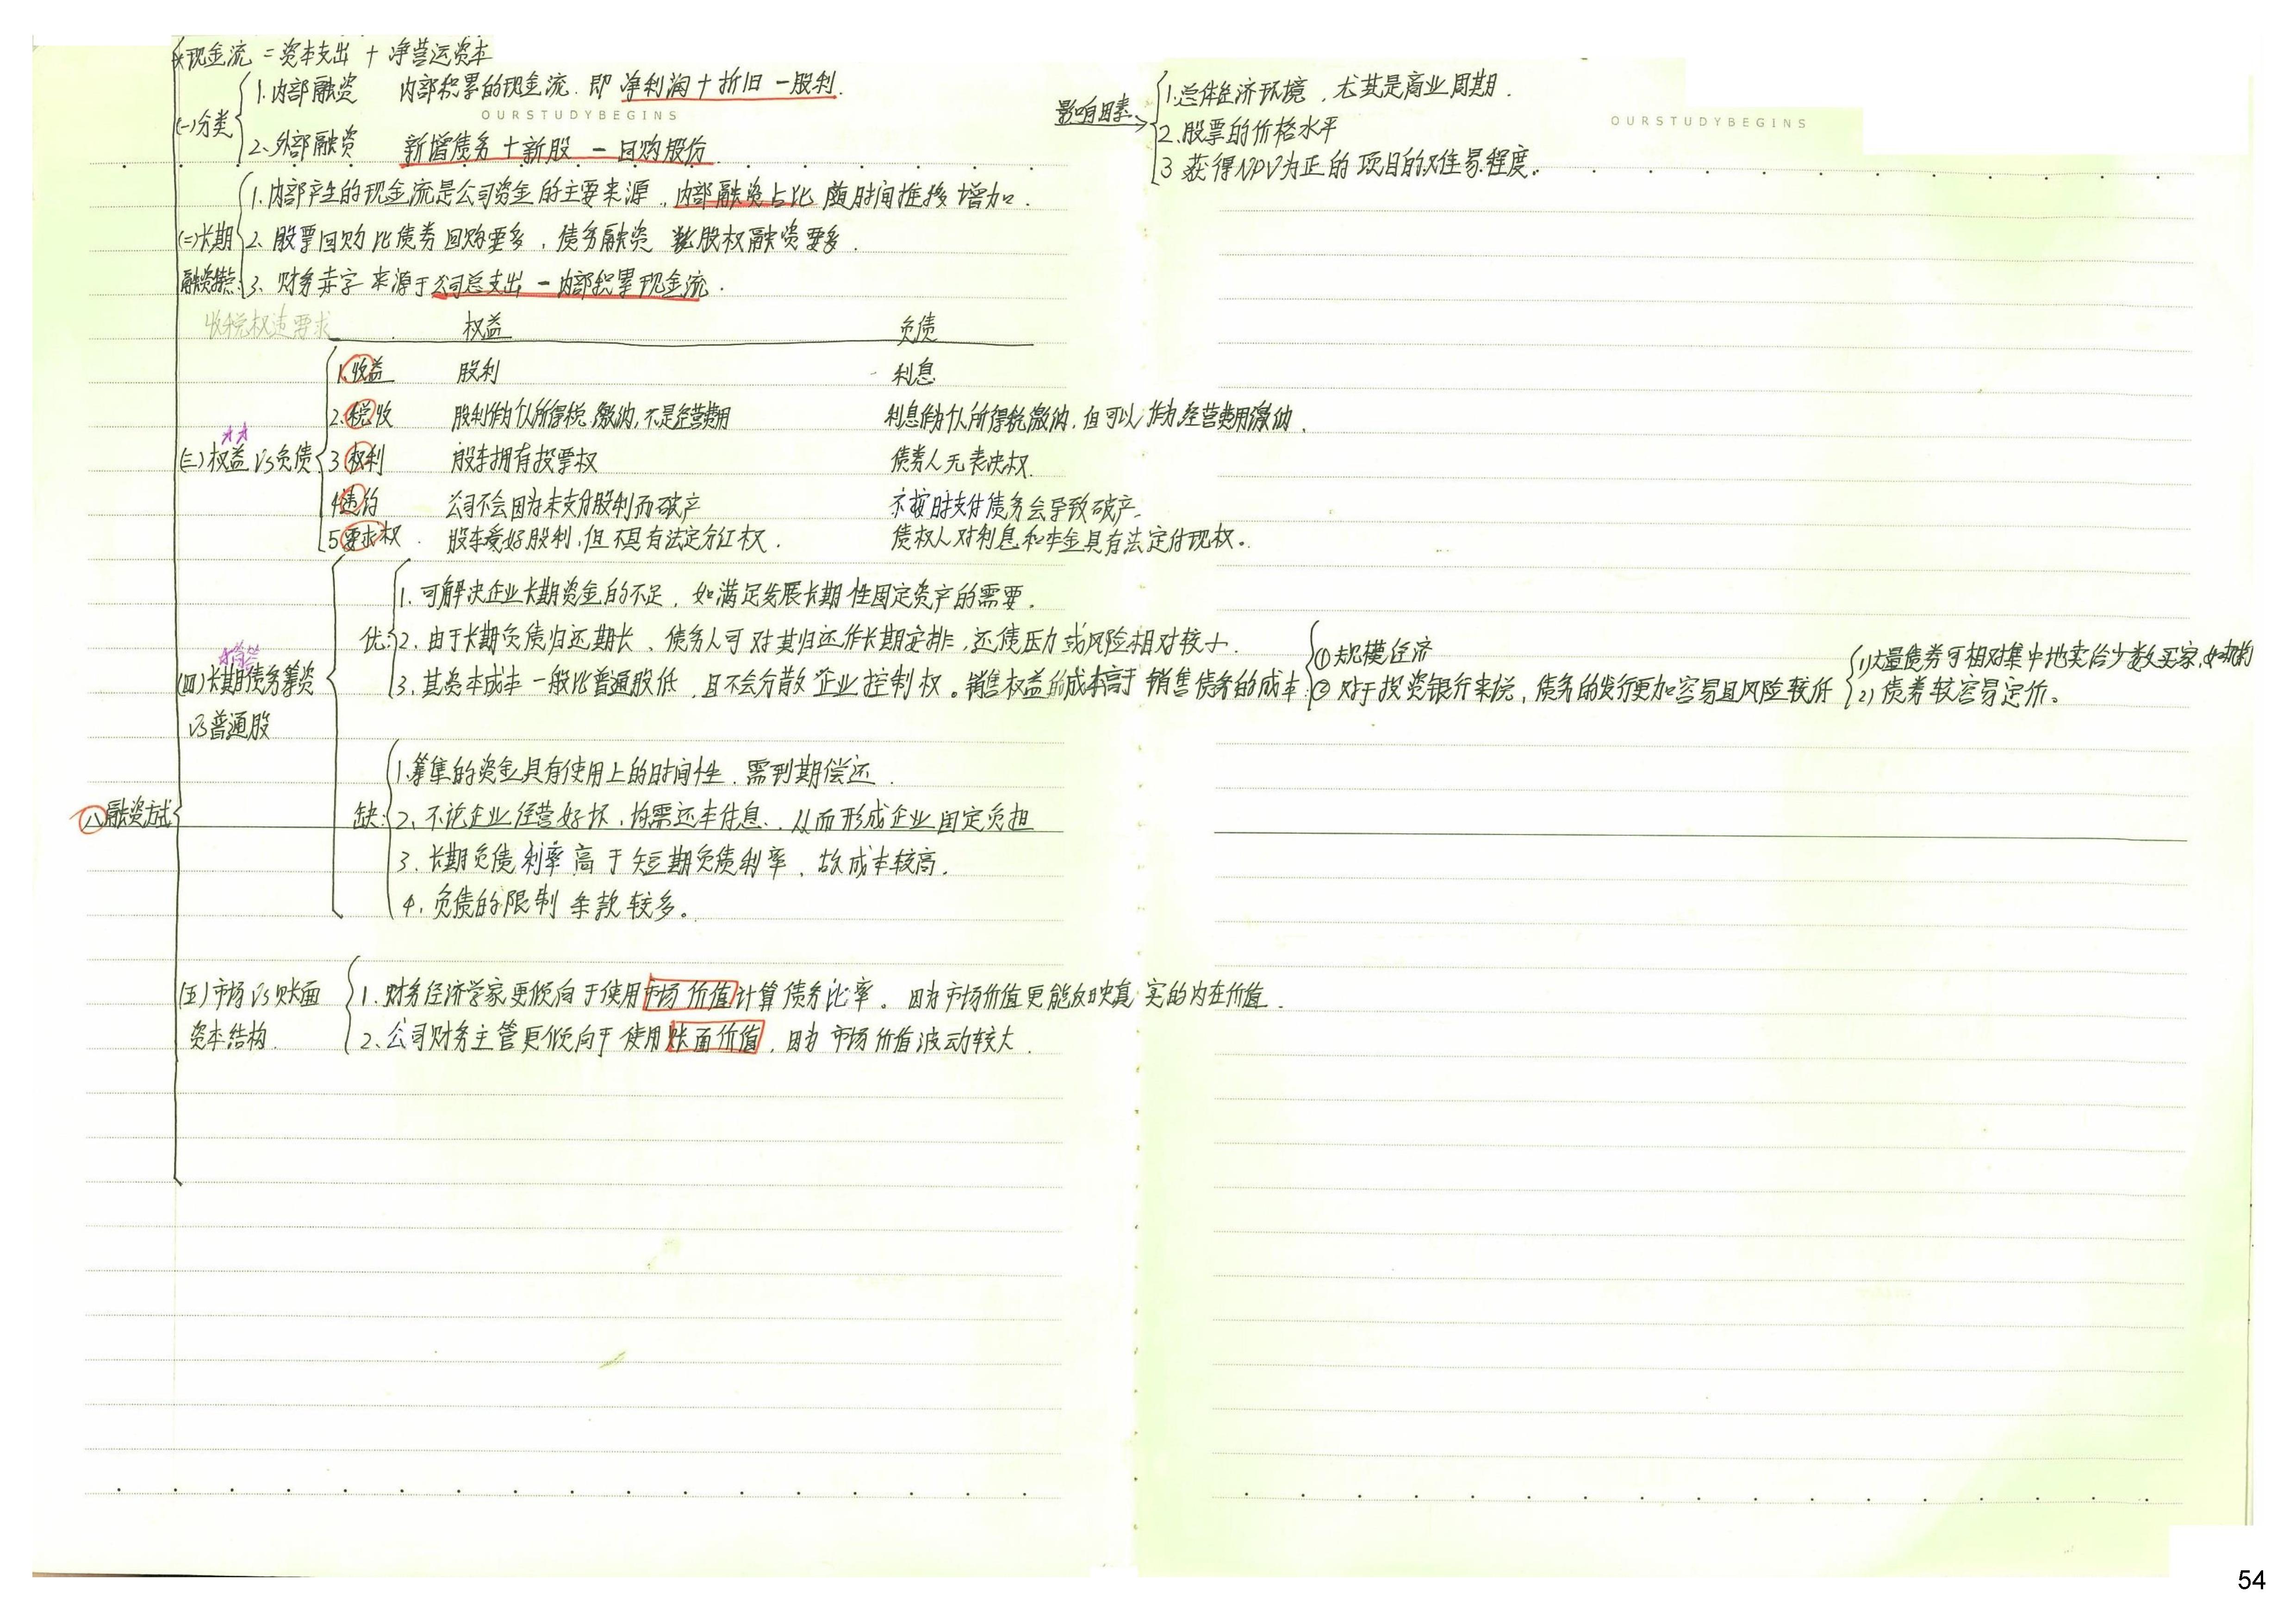 *现金流 = 资本支出 + 净营运资本
1.内部融资 内部积累的现金流.即 净利润+折旧-股利.
OURSTUDYBEGINS
(一)分类
2.外部融资 新增债务+新股-回购股份
影响因素
1.总体经济环境,尤其是商业周期.
OURSTUDYBEGINS
2.股票的价格水平
3 获得NPV为正的项目的难易程度.
1.内部产生的现金流是公司资金的主要来源,内部融资占比随时间推移增加.
(二)长期 2.股票回购比债券回购要多,债务融资比股权融资要多.
融资特点: 3、财务赤字来源于公司总支出-内部积累现金流.
收税权违要求 权益 负债
1.收益 股利 利息
2.税收 股利作为个人所得税缴纳,不是经营费用 利息作为个人所得税缴纳,但可以作为经营费用缴纳.
(三)权益VS负债 3 权利 股东拥有投票权 债券人无表决权.
4违约 公司不会因为未支付股利而破产 不按时支付债务会导致破产.
5要求权. 股东爱好股利,但不具有法定分红权. 债权人对利息和本金具有法定付现权。
1.可解决企业长期资金的不足,如满足发展长期性固定资产的需要.
优: 2.由于长期负债归还期长、债务人可对其归还作长期安排,还债压力或风险相对较小.
☆简答
(四)长期债务筹资
VS普通股
3.其资本成本一般比普通股低,且不会分散企业控制权。销售权益的成本高于销售债务的成本:
①规模经济
②对于投资银行来说,债务的发行更加容易且风险较低
(1)大量债券可相对集中地卖给少数买家,如机构
(2)债券较容易定价。
1.筹集的资金具有使用上的时间性.需到期偿还.
八融资方式
缺: 2、不论企业经营好坏,均需还本付息、从而形成企业固定负担
3.长期负债利率高于短期负债利率,故成本较高.
4.负债的限制条款较多。
(五)市场VS账面
资本结构.
1.财务经济学家更倾向于使用市场价值计算债务比率。因为市场价值更能反映真实的内在价值.
2、公司财务主管更倾向于使用账面价值,因为市场价值波动较大.
54